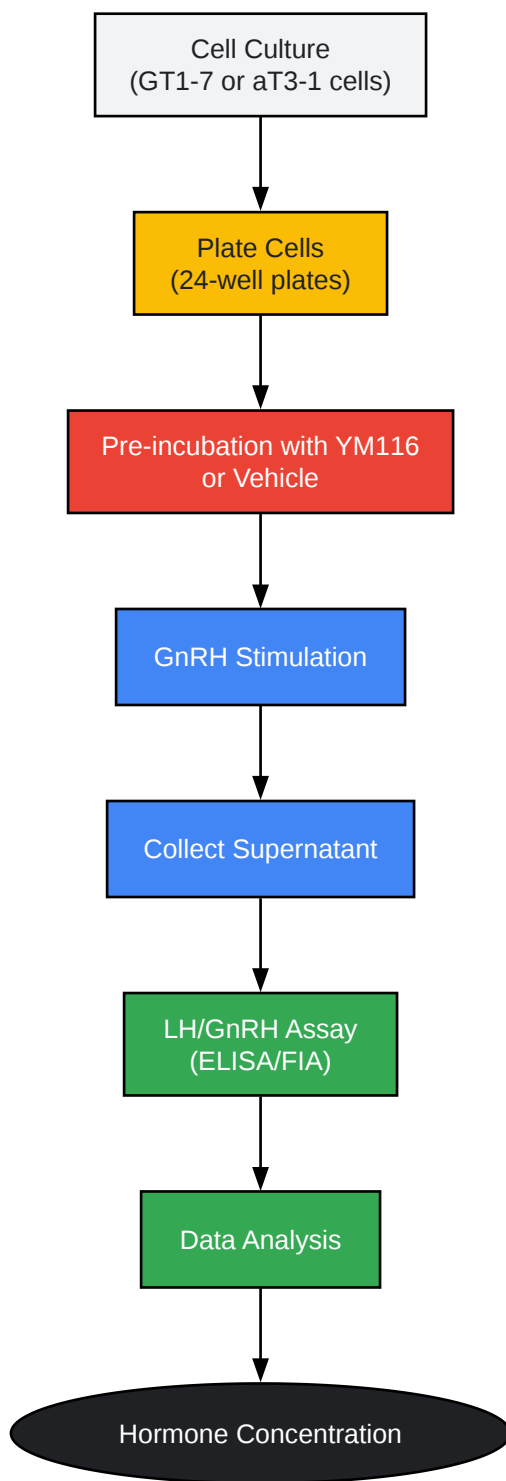 Cell Culture
(GT1-7 or aT3-1 cells)
Plate Cells
(24-well plates)
Pre-incubation with YM116
or Vehicle
GnRH Stimulation
Collect Supernatant
LH/GnRH Assay
(ELISA/FIA)
Data Analysis
Hormone Concentration